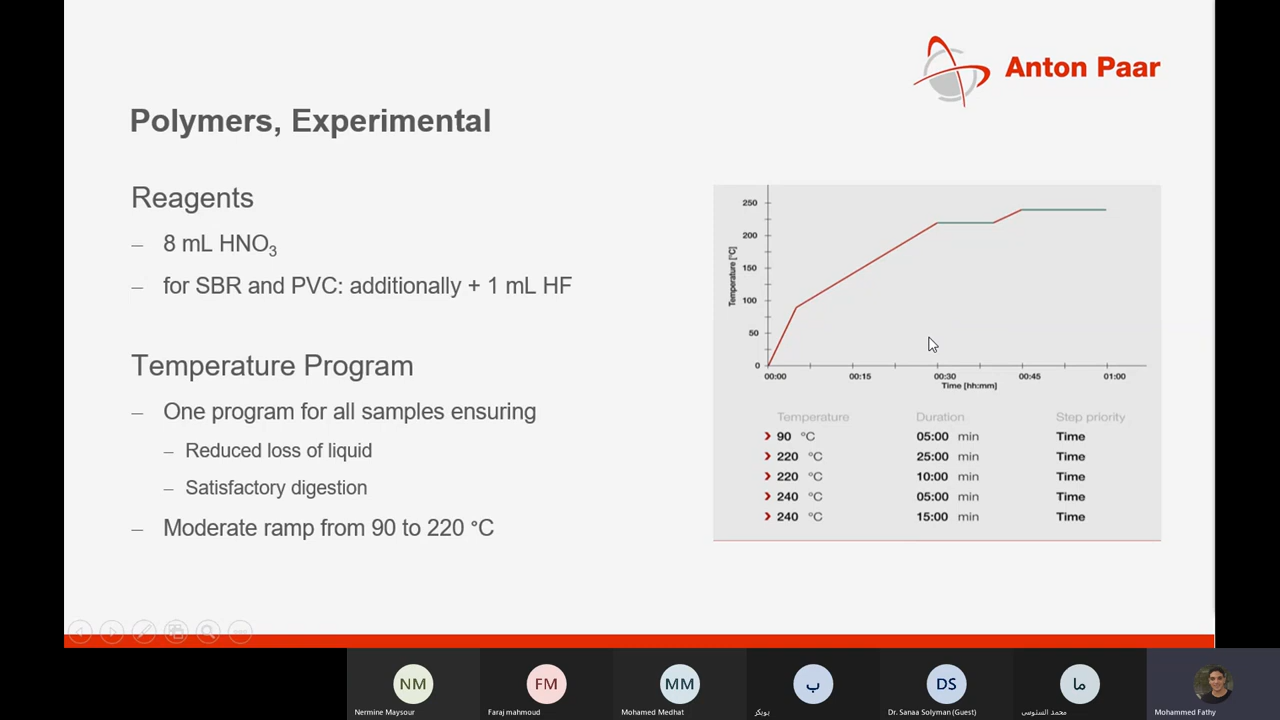 Anton Paar
Polymers, Experimental
Reagents
– 8 mL HNO3
– for SBR and PVC: additionally + 1 mL HF
Temperature Program
– One program for all samples ensuring
– Reduced loss of liquid
– Satisfactory digestion
– Moderate ramp from 90 to 220 °C
Temperature [°C]
250
200
150
100
50
0
00:00 00:15 00:30 00:45 01:00
Time [hh:mm]
Temperature Duration Step priority
90 °C 05:00 min Time
220 °C 25:00 min Time
220 °C 10:00 min Time
240 °C 05:00 min Time
240 °C 15:00 min Time
NM FM MM ب DS ما
Nermine Maysour Faraj mahmoud Mohamed Medhat بوبكر Dr. Sanaa Solyman (Guest) محمد السنوسى Mohammed Fathy